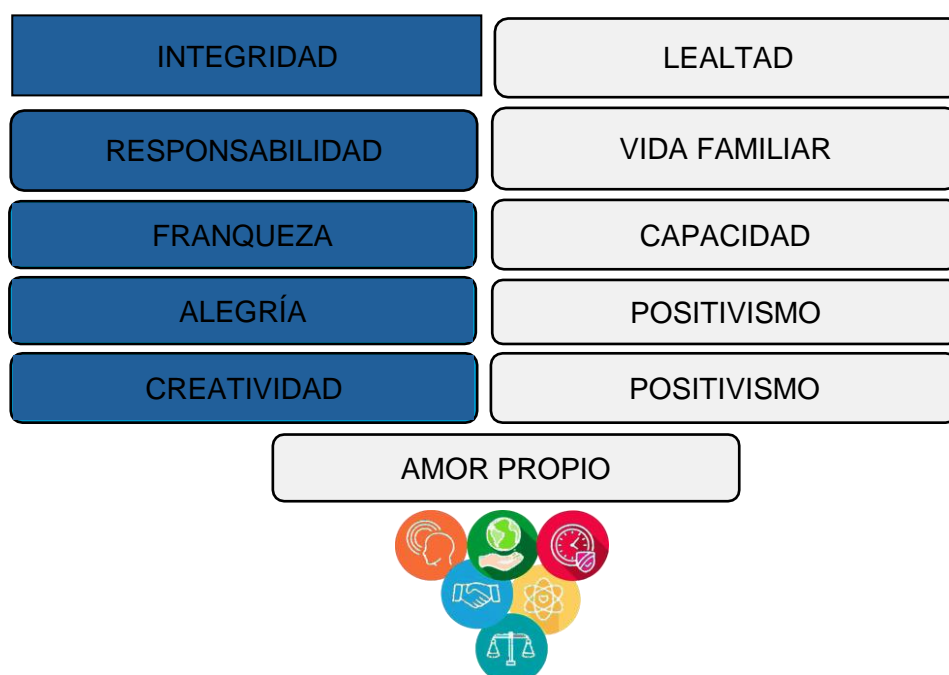 INTEGRIDAD
LEALTAD
RESPONSABILIDAD
VIDA FAMILIAR
FRANQUEZA
CAPACIDAD
ALEGRÍA
POSITIVISMO
CREATIVIDAD
POSITIVISMO
AMOR PROPIO